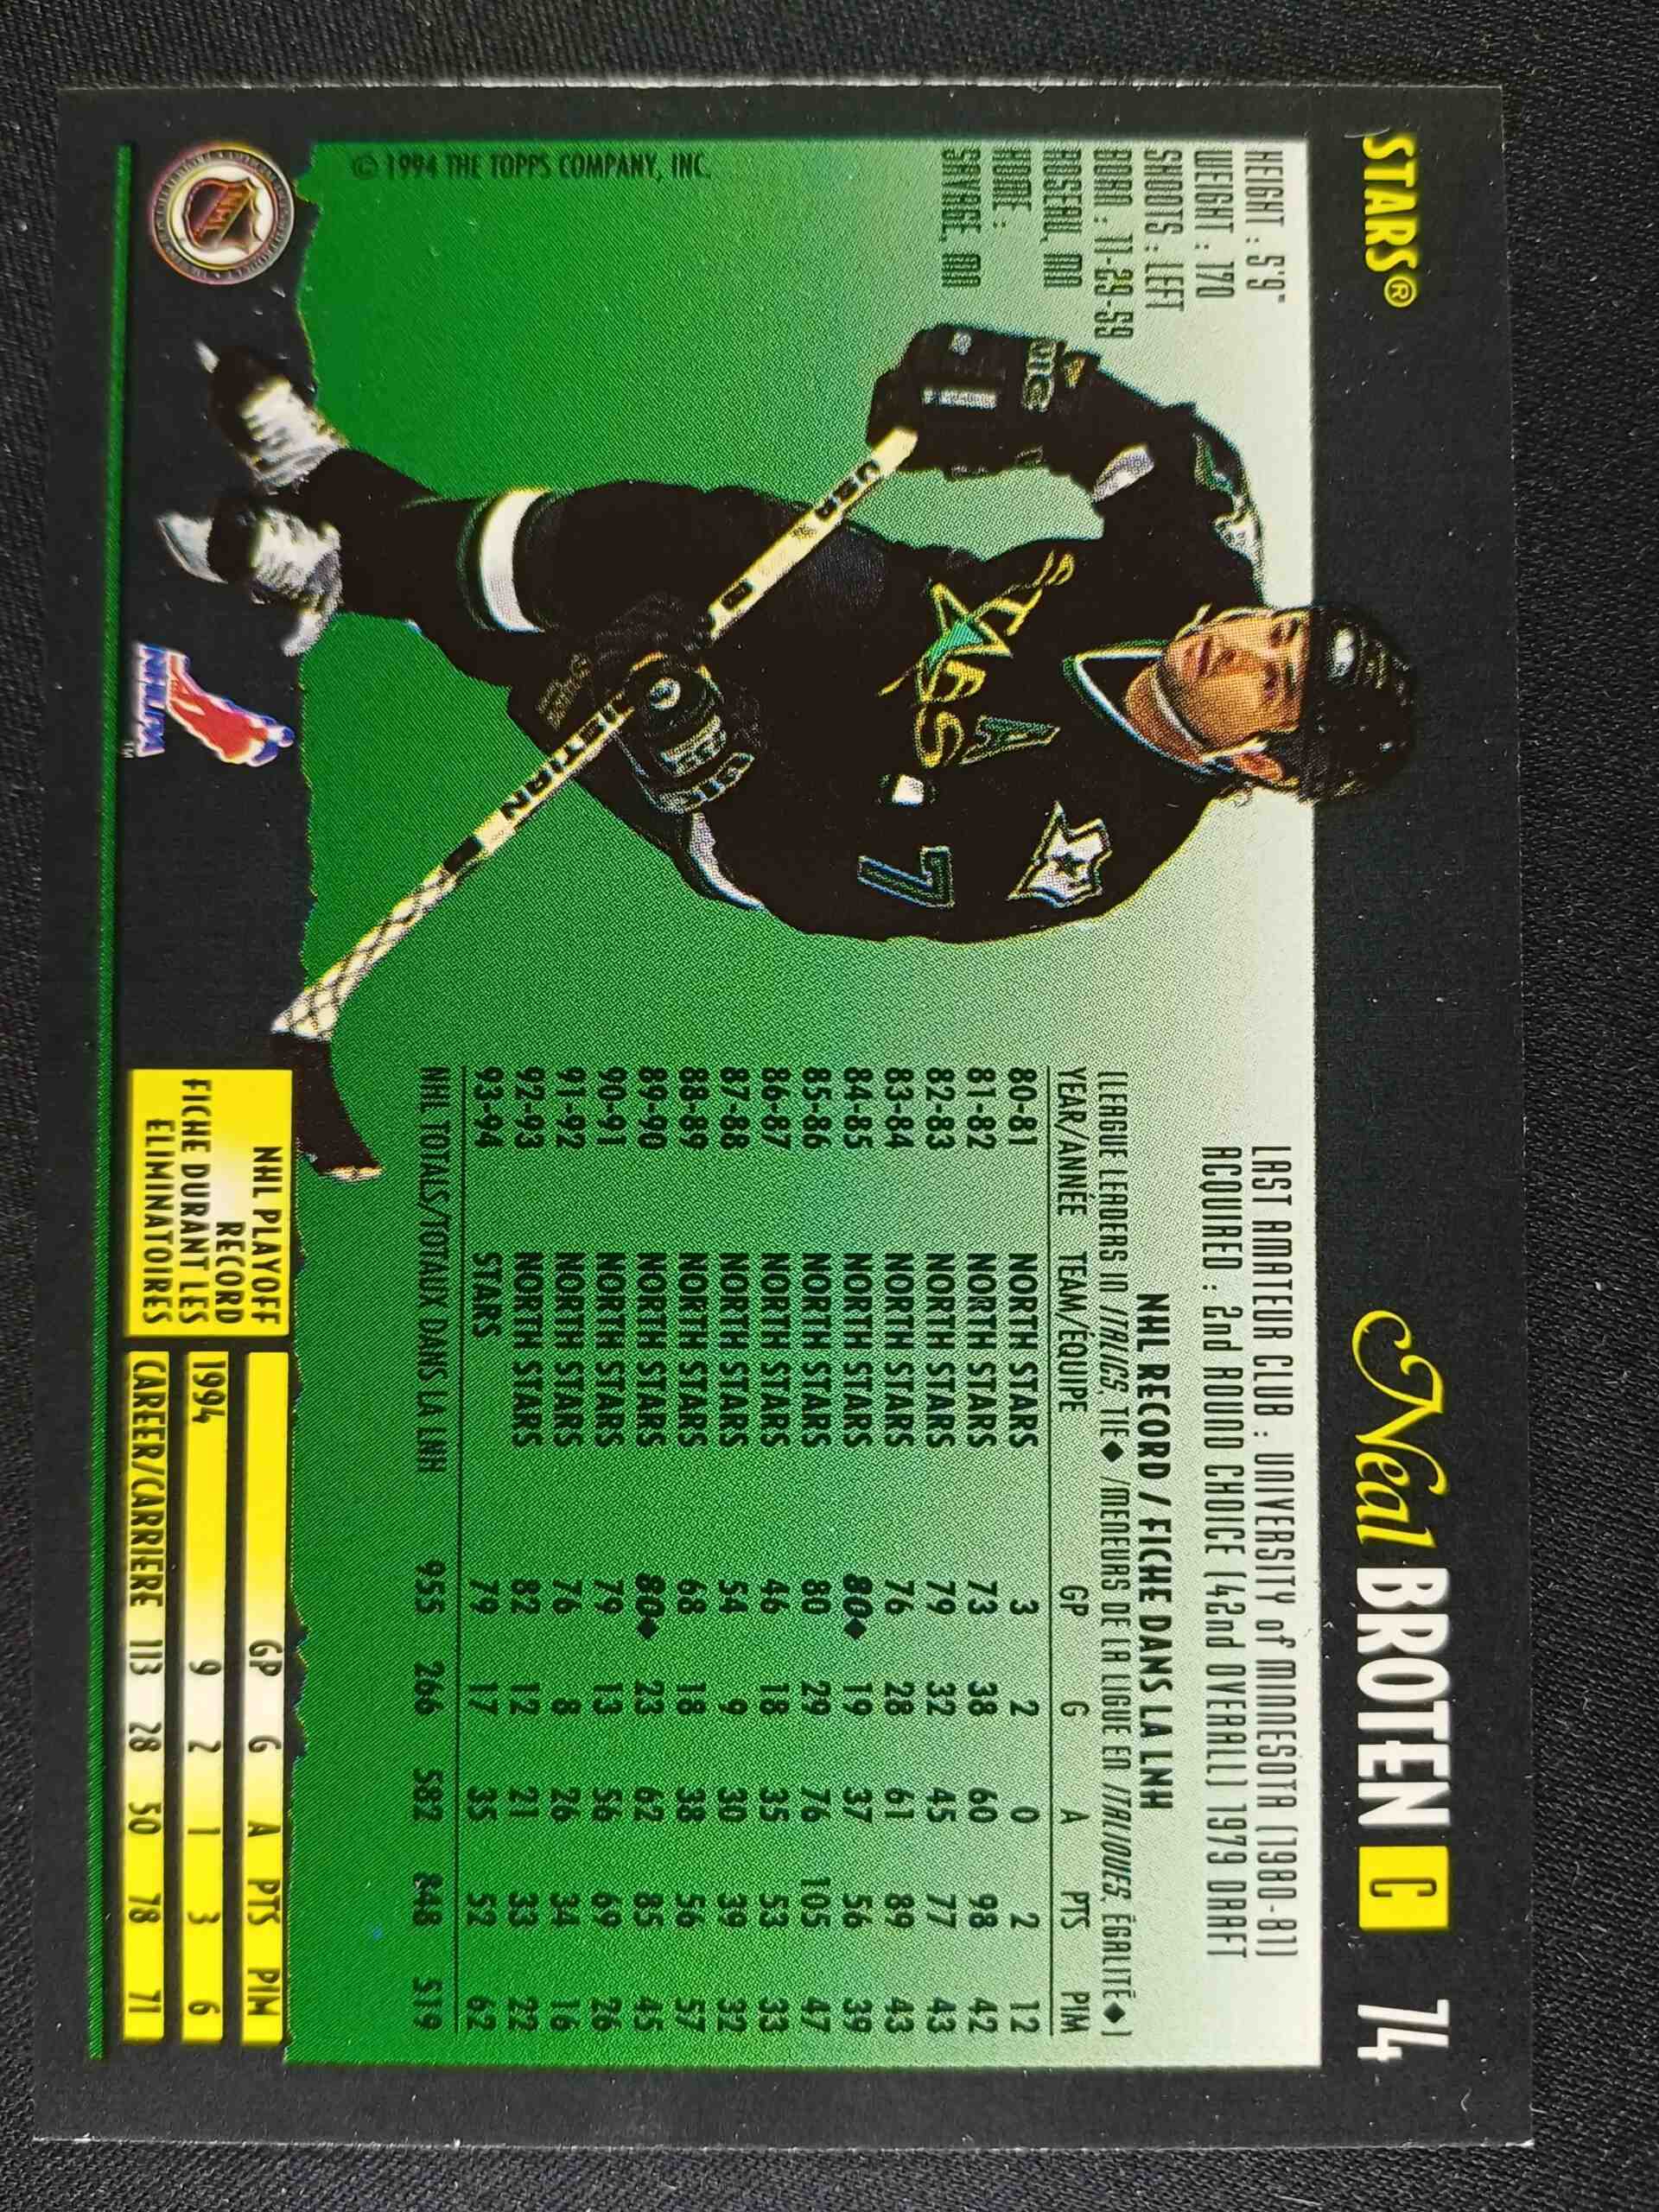 STARS®
Neal BROTEN C 74
HEIGHT : 5'9"
WEIGHT : 170
SHOOTS : LEFT
BORN : 11-29-59
ROSEAU, MN
HOME :
SAVAGE, MN
LAST AMATEUR CLUB : UNIVERSITY of MINNESOTA (1980-81)
ACQUIRED : 2nd ROUND CHOICE (42nd OVERALL) 1979 DRAFT
NHL RECORD / FICHE DANS LA LNH
(LEAGUE LEADERS IN ITALICS, TIE◆ /MENEURS DE LA LIGUE EN ITALIQUES, ÉGALITÉ◆)
YEAR/ANNÉE TEAM/ÉQUIPE GP G A PTS PIM
80-81 NORTH STARS 3 2 0 2 12
81-82 NORTH STARS 73 38 60 98 42
82-83 NORTH STARS 79 32 45 77 43
83-84 NORTH STARS 76 28 61 89 43
84-85 NORTH STARS 80◆ 19 37 56 39
85-86 NORTH STARS 80 29 76 105 47
86-87 NORTH STARS 46 18 35 53 33
87-88 NORTH STARS 54 9 30 39 32
88-89 NORTH STARS 68 18 38 56 57
89-90 NORTH STARS 80◆ 23 62 85 45
90-91 NORTH STARS 79 13 56 69 26
91-92 NORTH STARS 76 8 26 34 16
92-93 NORTH STARS 82 12 21 33 22
93-94 STARS 79 17 35 52 62
NHL TOTALS/TOTAUX DANS LA LNH 955 266 582 848 519
© 1994 THE TOPPS COMPANY, INC.
STARS
A
7
VIC
USA
VIC
ISTURN
NHL
NHLPA
TM
NHL PLAYOFF
RECORD
FICHE DURANT LES
ÉLIMINATOIRES
GP G A PTS PIM
1994 9 2 1 3 6
CAREER/CARRIERE 113 28 50 78 71